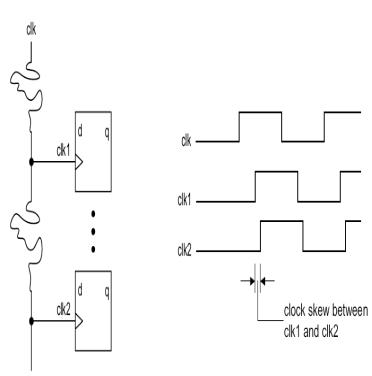 clk
clk1
d q
clk2
d q
clk
clk1
clk2
clock skew between
clk1 and clk2